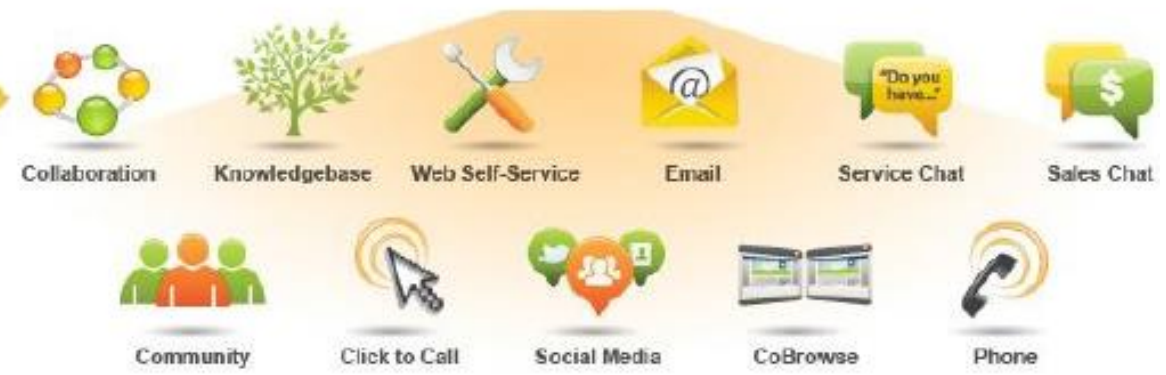 "Do you
have..."
$
@
Collaboration
Knowledgebase
Web Self-Service
Email
Service Chat
Sales Chat
Community
Click to Call
Social Media
CoBrowse
Phone